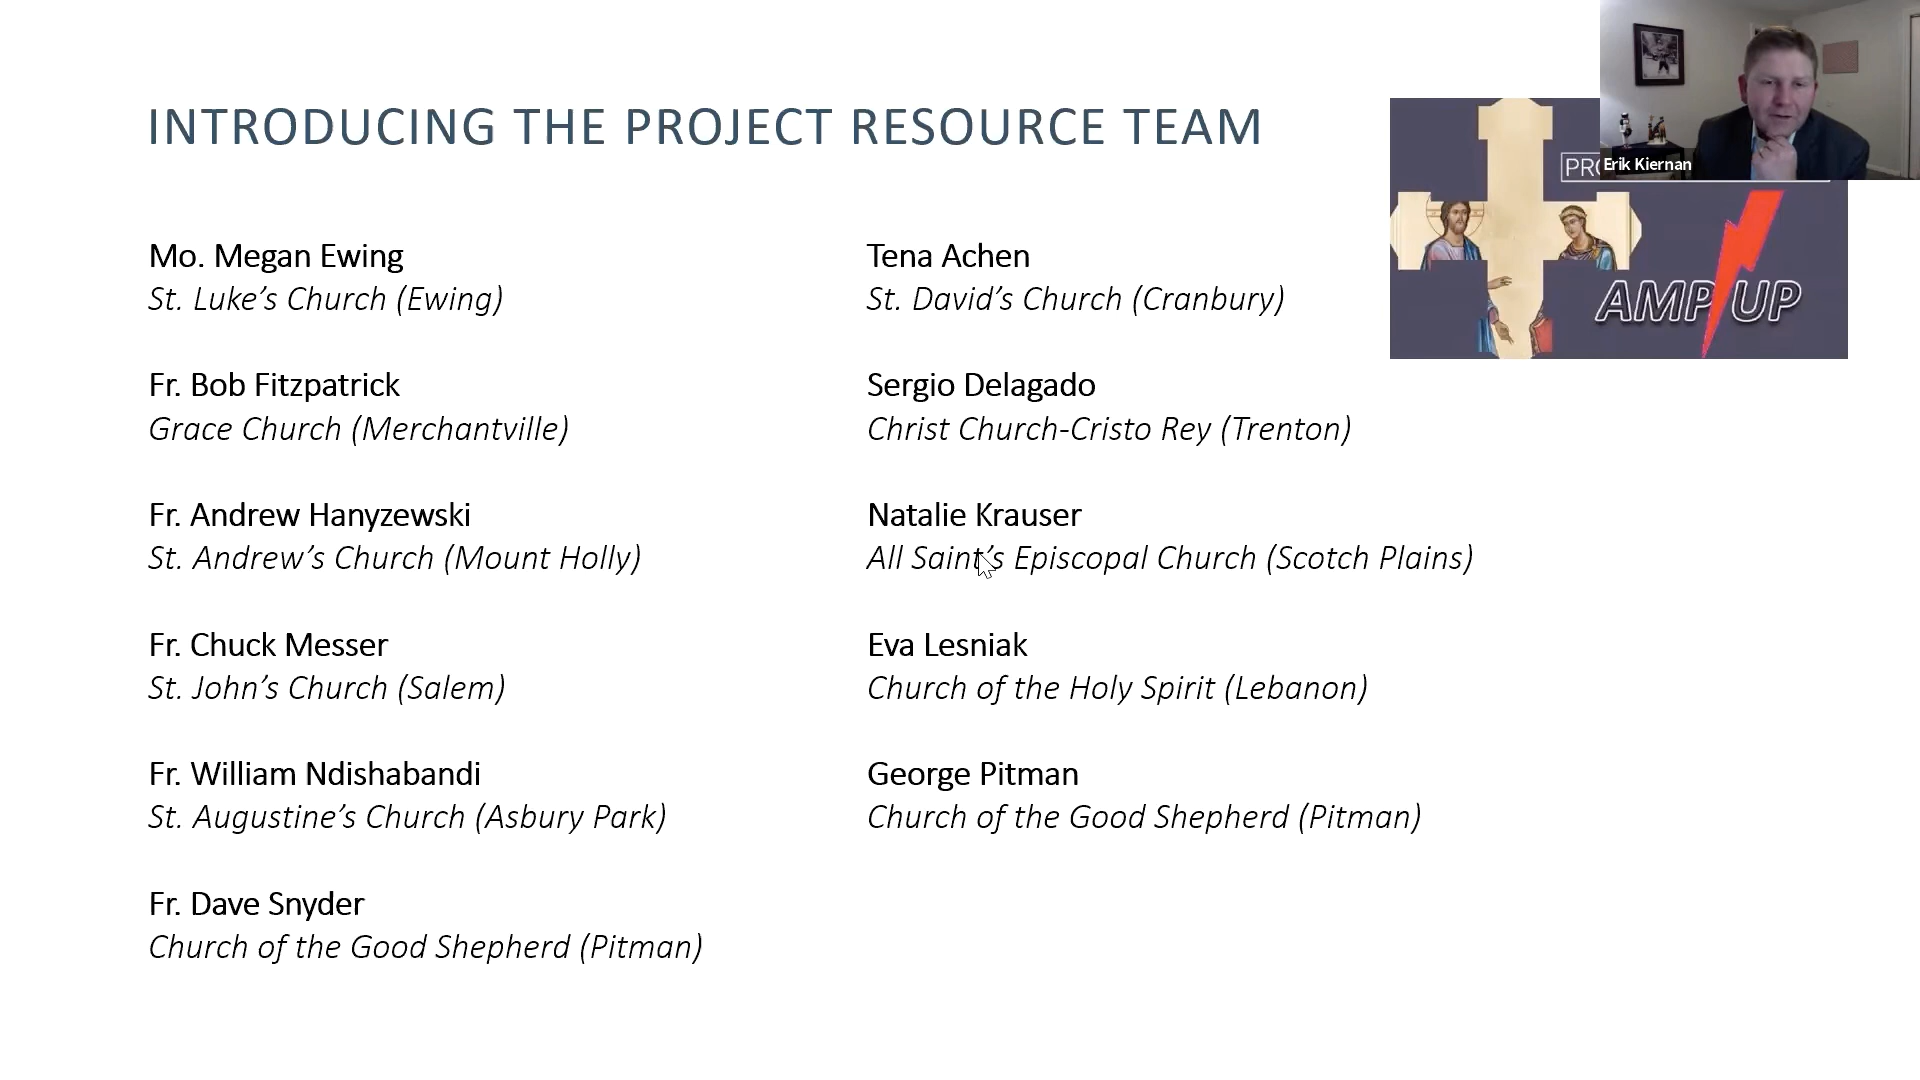 INTRODUCING THE PROJECT RESOURCE TEAM
Mo. Megan Ewing
St. Luke’s Church (Ewing)
Fr. Bob Fitzpatrick
Grace Church (Merchantville)
Fr. Andrew Hanyzewski
St. Andrew’s Church (Mount Holly)
Fr. Chuck Messer
St. John’s Church (Salem)
Fr. William Ndishabandi
St. Augustine’s Church (Asbury Park)
Fr. Dave Snyder
Church of the Good Shepherd (Pitman)
Tena Achen
St. David’s Church (Cranbury)
Sergio Delagado
Christ Church-Cristo Rey (Trenton)
Natalie Krauser
All Saint’s Episcopal Church (Scotch Plains)
Eva Lesniak
Church of the Holy Spirit (Lebanon)
George Pitman
Church of the Good Shepherd (Pitman)
Erik Kiernan
AMP UP